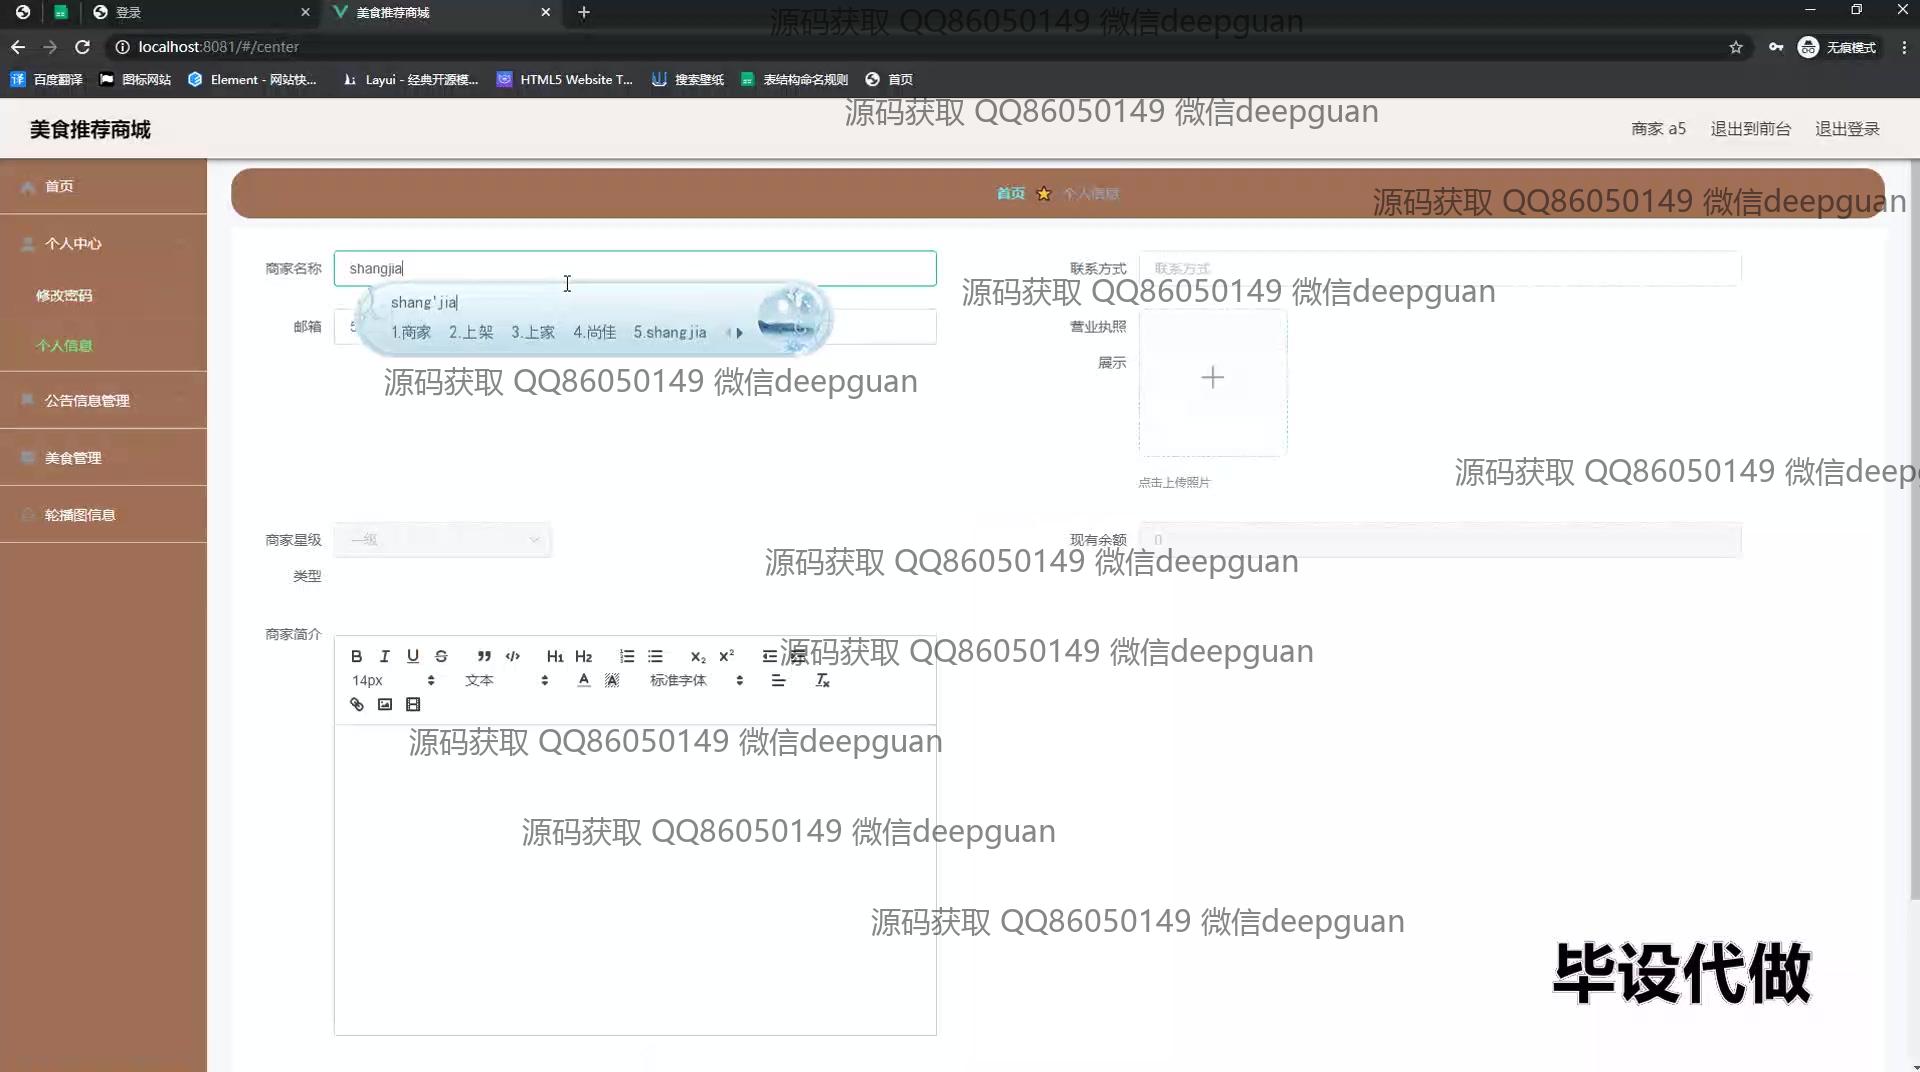 登录
美食推荐商城
localhost:8081/#/center
无痕模式
百度翻译
图标网站
Element - 网站快...
Layui - 经典开源模...
HTML5 Website T...
搜索壁纸
表结构命名规则
首页
源码获取 QQ86050149 微信deepguan
源码获取 QQ86050149 微信deepguan
美食推荐商城
商家 a5
退出到前台
退出登录
首页
个人中心
修改密码
个人信息
公告信息管理
美食管理
轮播图信息
首页
个人信息
源码获取 QQ86050149 微信deepguan
商家名称
shangjia
联系方式
联系方式
shang'jia
1.商家 2.上架 3.上家 4.尚佳 5.shangjia
源码获取 QQ86050149 微信deepguan
邮箱
营业执照
展示
源码获取 QQ86050149 微信deepguan
点击上传照片
源码获取 QQ86050149 微信deep
商家星级
类型
一级
现有余额
0
源码获取 QQ86050149 微信deepguan
商家简介
B I U S ” </> H1 H2 X2 X2
源码获取 QQ86050149 微信deepguan
14px
文本
标准字体
源码获取 QQ86050149 微信deepguan
源码获取 QQ86050149 微信deepguan
源码获取 QQ86050149 微信deepguan
毕设代做